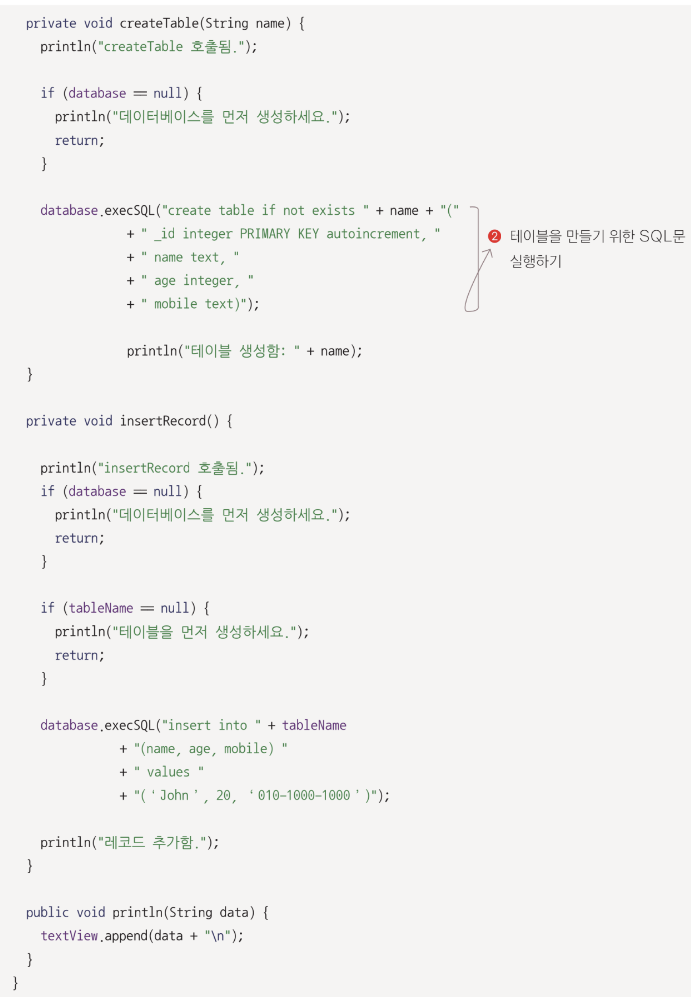 private void createTable(String name) {
println("createTable 호출됨.");
if (database == null) {
println("데이터베이스를 먼저 생성하세요.");
return;
}
database.execSQL("create table if not exists " + name + "("
+ " _id integer PRIMARY KEY autoincrement, "
+ " name text, "
+ " age integer, "
+ " mobile text)");
❷ 테이블을 만들기 위한 SQL문
실행하기
println("테이블 생성함: " + name);
}
private void insertRecord() {
println("insertRecord 호출됨.");
if (database == null) {
println("데이터베이스를 먼저 생성하세요.");
return;
}
if (tableName == null) {
println("테이블을 먼저 생성하세요.");
return;
}
database.execSQL("insert into " + tableName
+ "(name, age, mobile) "
+ " values "
+ "( ‘ John ’ , 20, ‘ 010-1000-1000 ’ )");
println("레코드 추가함.");
}
public void println(String data) {
textView.append(data + "\n");
}
}